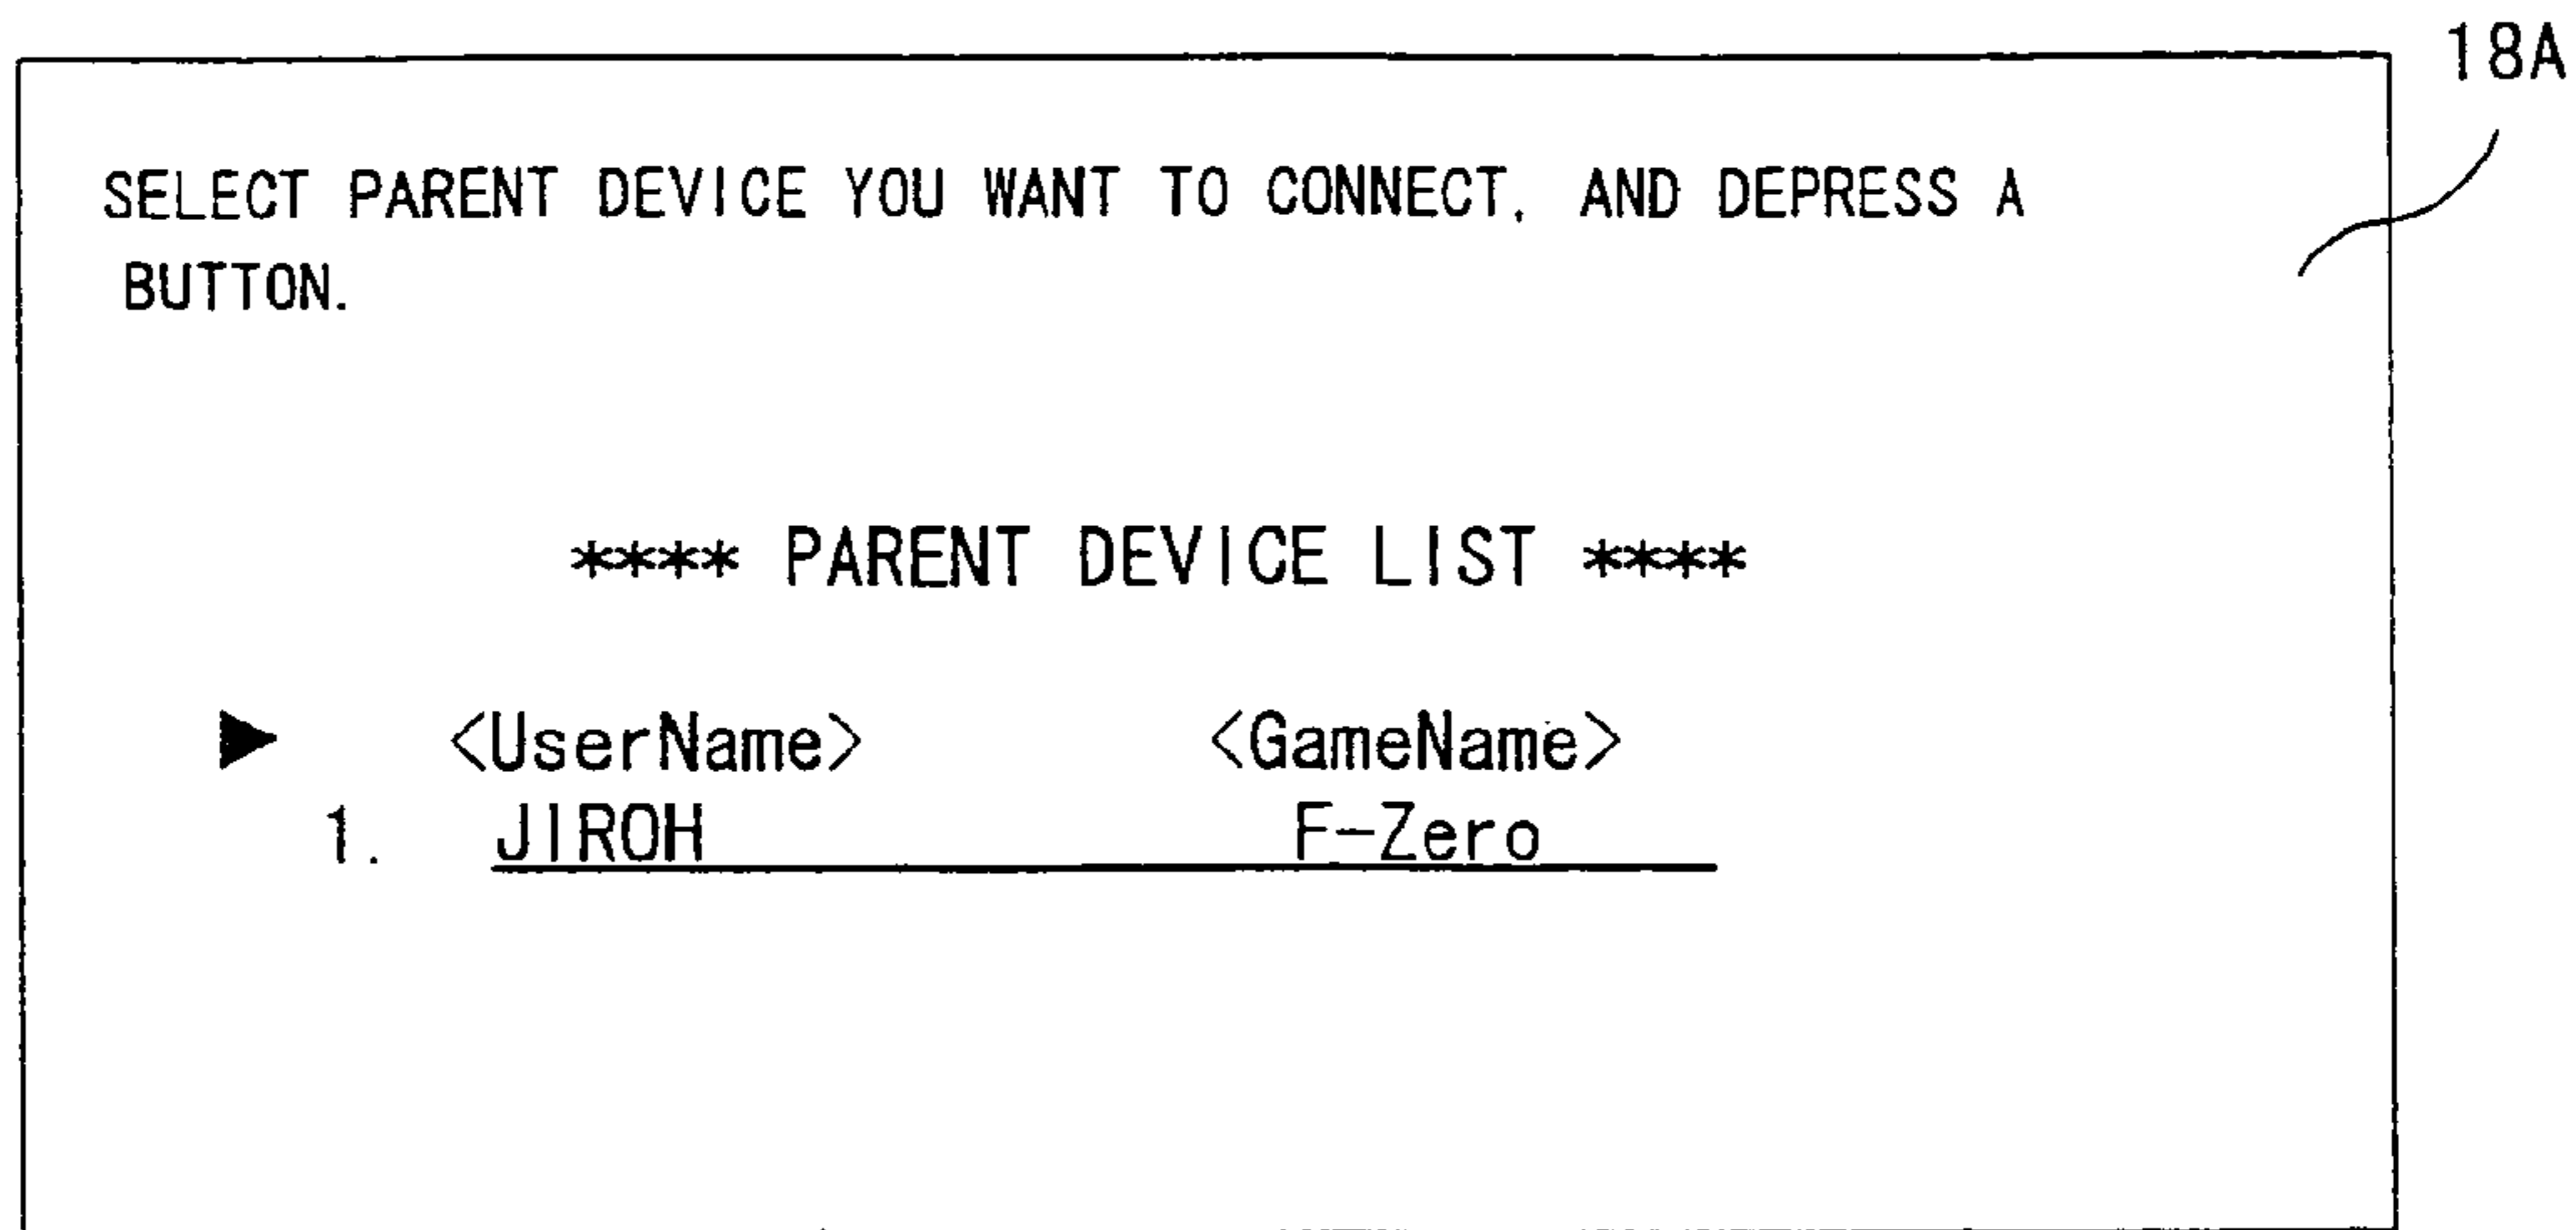 18A
SELECT PARENT DEVICE YOU WANT TO CONNECT, AND DEPRESS A
BUTTON.
**** PARENT DEVICE LIST ****
▶ <UserName> <GameName>
1. JIROH F-Zero